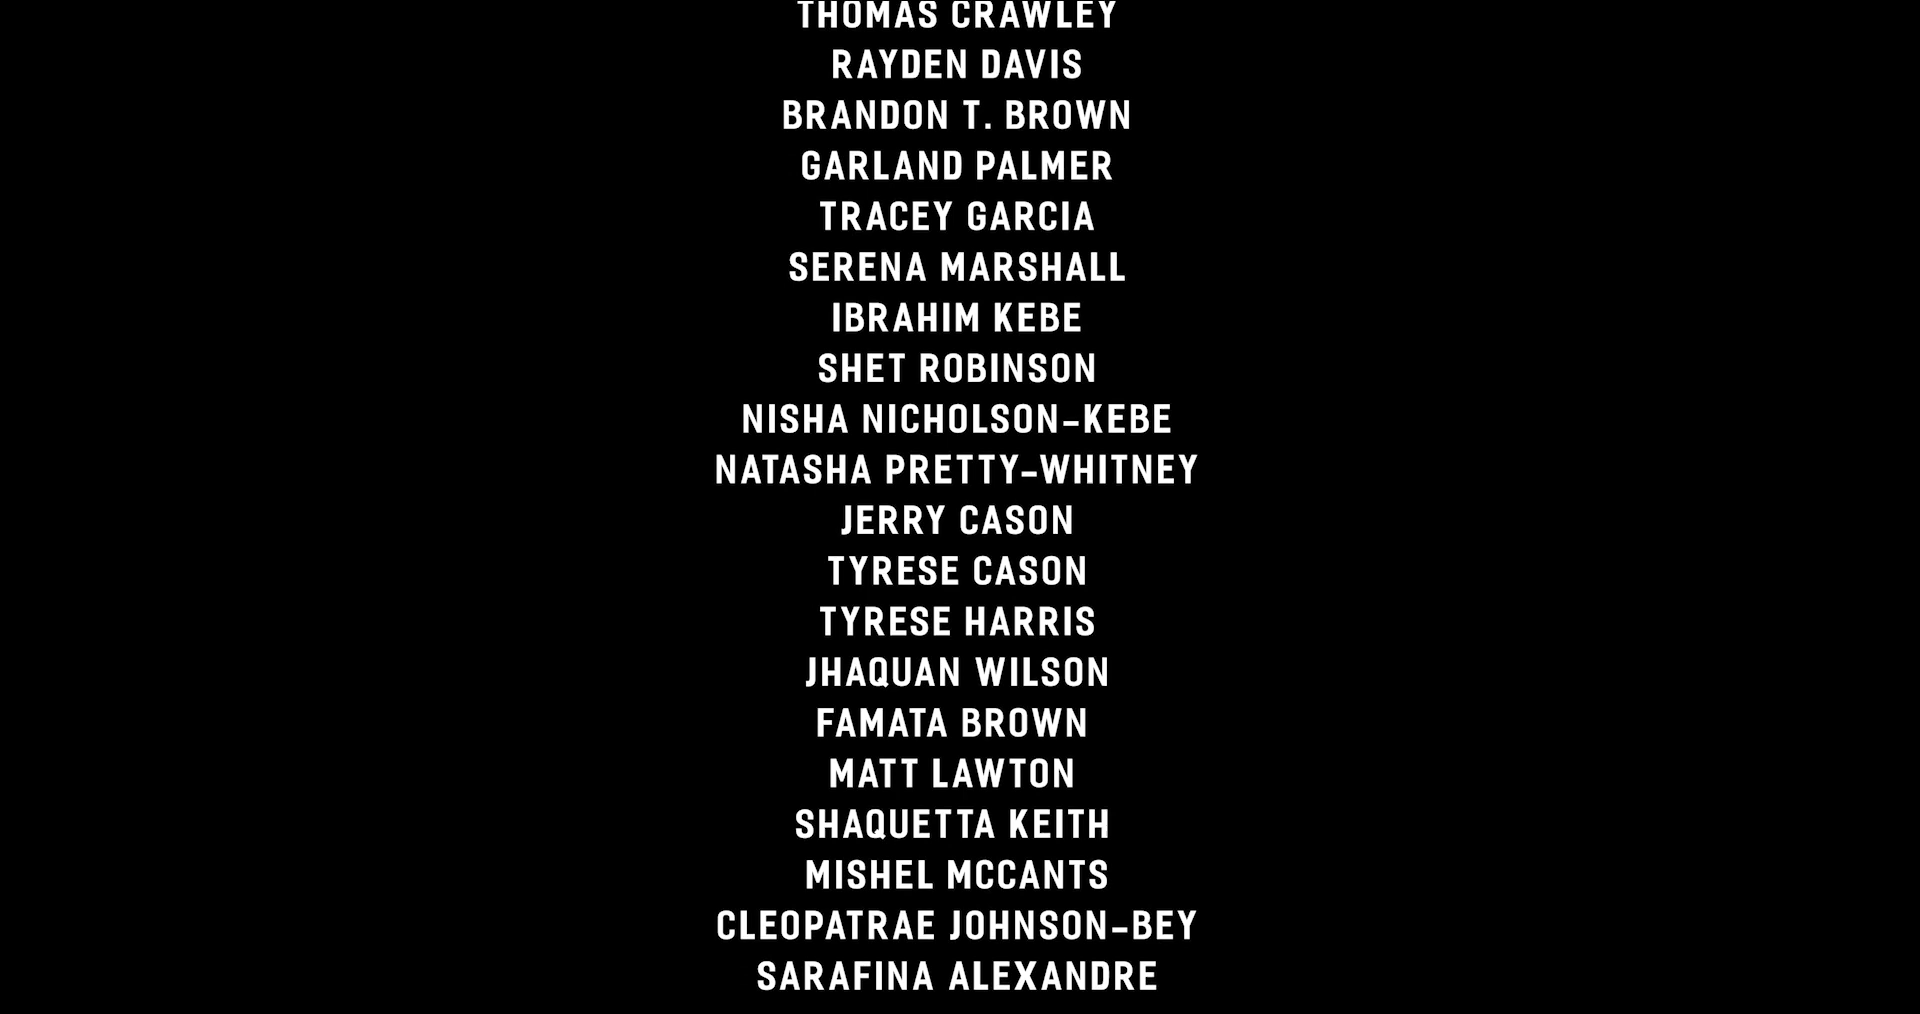 THOMAS CRAWLEY
RAYDEN DAVIS
BRANDON T. BROWN
GARLAND PALMER
TRACEY GARCIA
SERENA MARSHALL
IBRAHIM KEBE
SHET ROBINSON
NISHA NICHOLSON-KEBE
NATASHA PRETTY-WHITNEY
JERRY CASON
TYRESE CASON
TYRESE HARRIS
JHAQUAN WILSON
FAMATA BROWN
MATT LAWTON
SHAQUETTA KEITH
MISHEL MCCANTS
CLEOPATRAE JOHNSON-BEY
SARAFINA ALEXANDRE